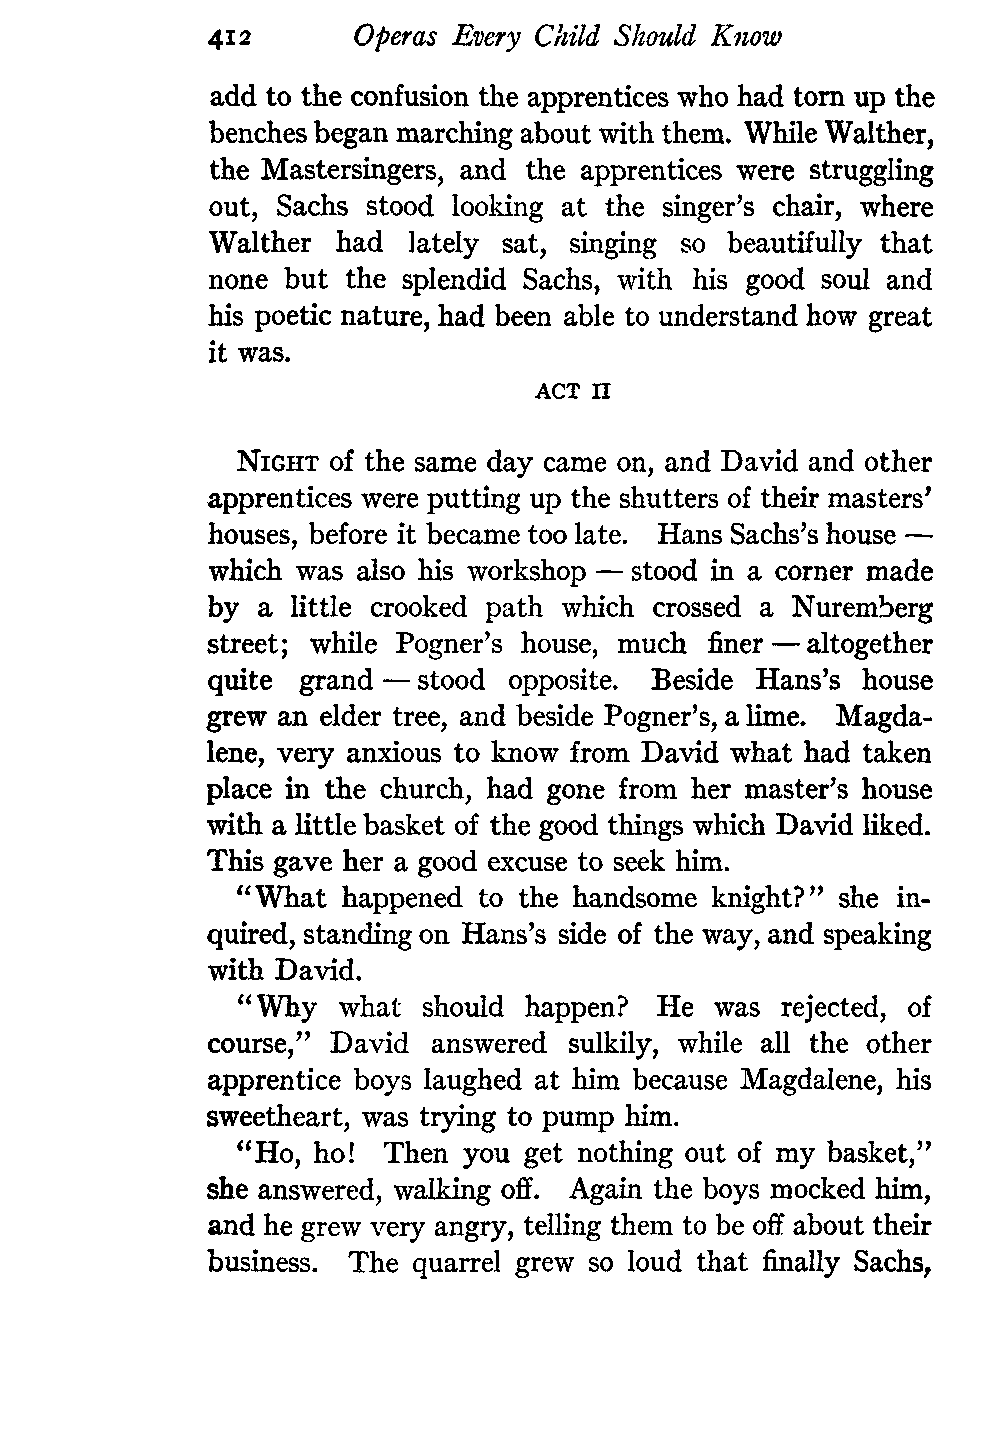 412 Operas Every Child Should Know
add to the confusion the apprentices who had torn up the
benches began marching about with them. While Walther,
the Mastersingers, and the apprentices were struggling
out, Sachs stood looking at the singer's chair, where
Walther had lately sat, singing so beautifully that
none but the splendid Sachs, with his good soul and
his poetic nature, had been able to understand how great
it was.
ACT II
NIGHT of the same day came on, and David and other
apprentices were putting up the shutters of their masters'
houses, before it became too late. Hans Sachs's house —
which was also his workshop — stood in a corner made
by a little crooked path which crossed a Nuremberg
street; while Pogner's house, much finer — altogether
quite grand — stood opposite. Beside Hans's house
grew an elder tree, and beside Pogner's, a lime. Magda-
lene, very anxious to know from David what had taken
place in the church, had gone from her master's house
with a little basket of the good things which David liked.
This gave her a good excuse to seek him.
"What happened to the handsome knight?" she in-
quired, standing on Hans's side of the way, and speaking
with David.
"Why what should happen? He was rejected, of
course," David answered sulkily, while all the other
apprentice boys laughed at him because Magdalene, his
sweetheart, was trying to pump him.
"Ho, ho! Then you get nothing out of my basket,"
she answered, walking off. Again the boys mocked him,
and he grew very angry, telling them to be off about their
business. The quarrel grew so loud that finally Sachs,